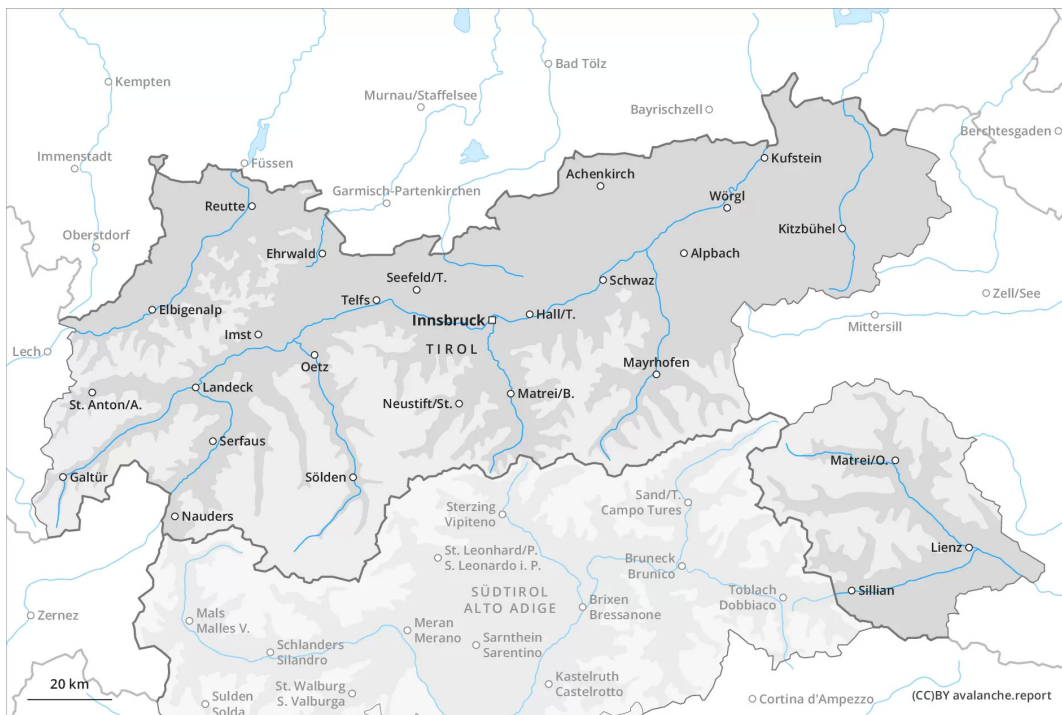 Kempten
Bad Tölz
Murnau/Staffelsee
Bayrischzell
Berchtesgaden
Immenstadt
Füssen
Kufstein
Achenkirch
Garmisch-Partenkirchen
Reutte
Wörgl
Oberstdorf
Kitzbühel
Ehrwald
Alpbach
Seefeld/T.
Schwaz
Zell/See
Telfs
Elbigenalp
Innsbruck
Hall/T.
Mittersill
Imst
TIROL
Lech
Oetz
Mayrhofen
Landeck
St. Anton/A.
Neustift/St.
Matrei/B.
Serfaus
Matrei/O.
Galtür
Sölden
Sand/T.
Campo Tures
Sterzing
Vipiteno
Nauders
Lienz
St. Leonhard/P.
S. Leonardo i. P.
Bruneck
Brunico
SÜDTIROL
ALTO ADIGE
Toblach
Dobbiaco
Sillian
Brixen
Bressanone
Zernez
Mals
Malles V.
Meran
Merano
Sarnthein
Sarentino
Schlanders
Silandro
Kastelruth
Castelrotto
20 km
St. Walburg
S. Valburga
Sulden
Solda
Cortina d'Ampezzo
(CC)BY avalanche.report